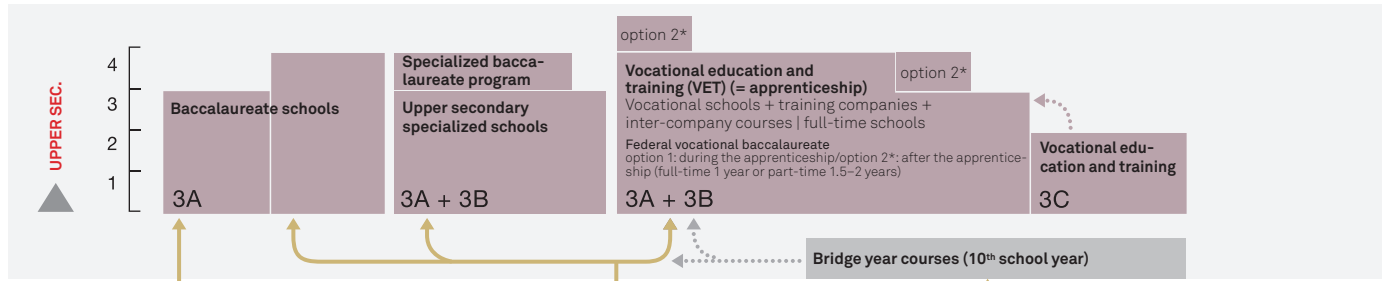 UPPER SEC.
4
3
2
1
Baccalaureate schools
3A
Specialized bacca-
laureate program
Upper secondary
specialized schools
3A + 3B
option 2*
Vocational education and
training (VET) (= apprenticeship)
Vocational schools + training companies +
inter-company courses | full-time schools
Federal vocational baccalaureate
option 1: during the apprenticeship/option 2*: after the apprentice-
ship (full-time 1 year or part-time 1.5–2 years)
3A + 3B
option 2*
Vocational edu-
cation and training
3C
Bridge year courses (10th school year)